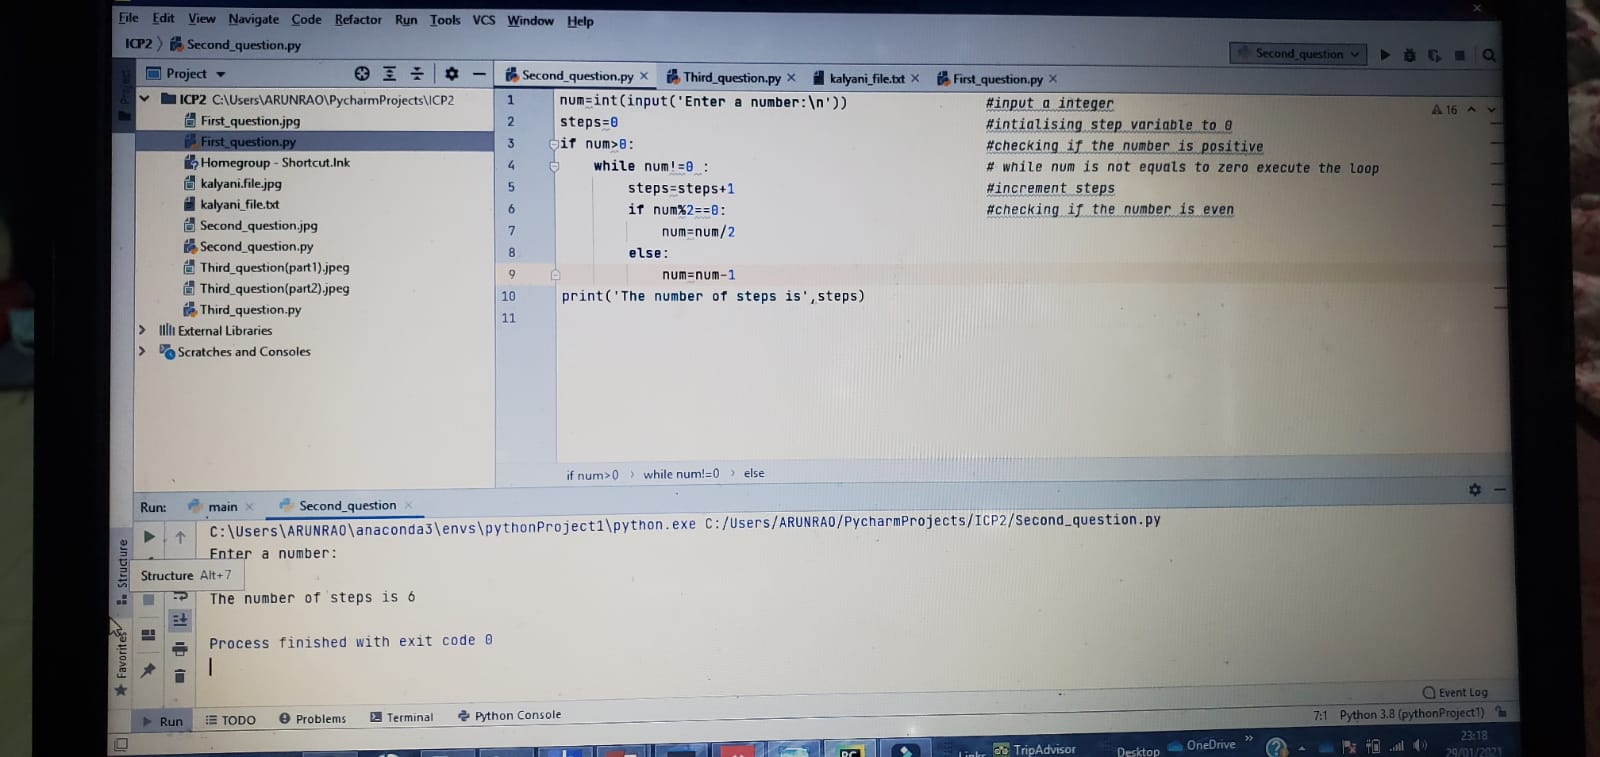 File Edit View Navigate Code Refactor Run Tools VCS Window Help
ICP2 Second_question.py
Second_question
Project
Second_question.py Third_question.py kalyani_file.txt First_question.py
ICP2 C:\Users\ARUNRAO\PycharmProjects\ICP2
First_question.jpg
First_question.py
Homegroup - Shortcut.lnk
kalyani.file.jpg
kalyani_file.txt
Second_question.jpg
Second_question.py
Third_question(part1).jpeg
Third_question(part2).jpeg
Third_question.py
External Libraries
Scratches and Consoles
Project
16
1 num=int(input('Enter a number:\n')) #input a integer
2 steps=0 #intialising step variable to 0
3 if num>0: #checking if the number is positive
4 while num!=0 : # while num is not equals to zero execute the loop
5 steps=steps+1 #increment steps
6 if num%2==0: #checking if the number is even
7 num=num/2
8 else:
9 num=num-1
10 print('The number of steps is',steps)
11
if num>0 › while num!=0 › else
Run: main Second_question
C:\Users\ARUNRAO\anaconda3\envs\pythonProject1\python.exe C:/Users/ARUNRAO/PycharmProjects/ICP2/Second_question.py
Enter a number:
The number of steps is 6
Process finished with exit code 0
Structure
Structure Alt+7
Favorites
Event Log
Run TODO Problems Terminal Python Console
7:1 Python 3.8 (pythonProject1)
PC Links TripAdvisor Desktop OneDrive »
23:18
29/01/2021